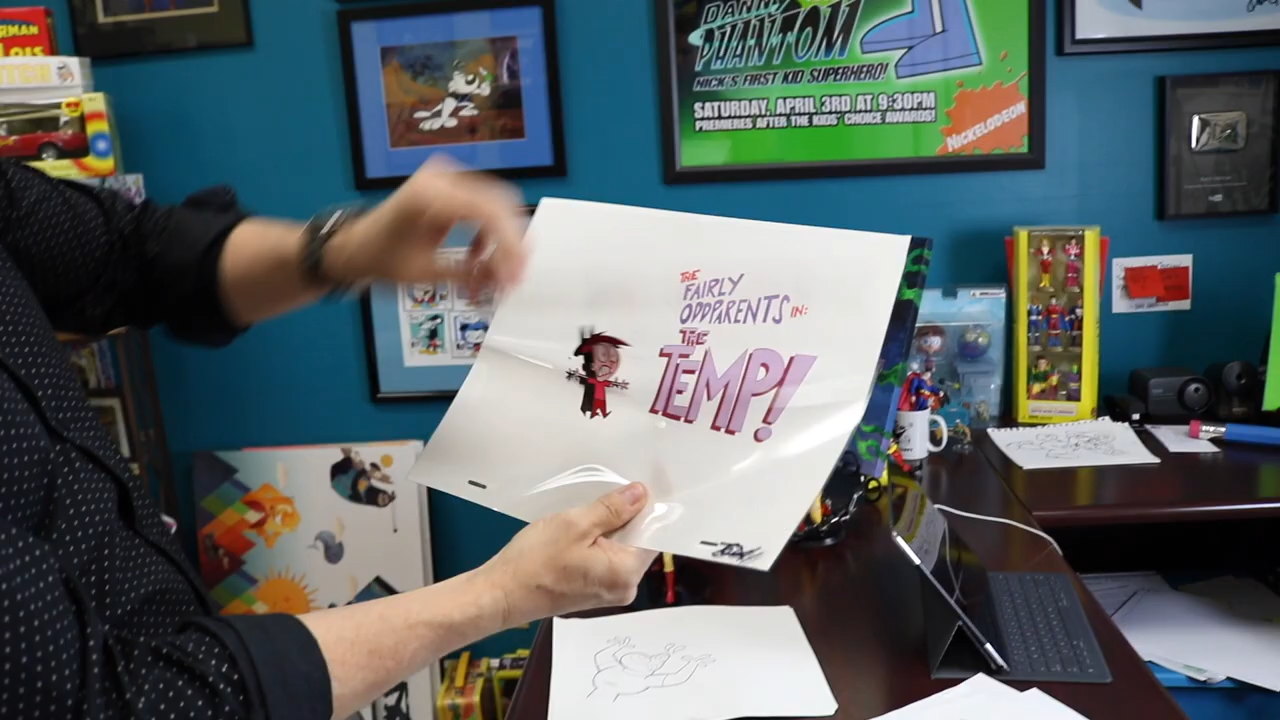 DANNY
PHANTOM
NICK'S FIRST KID SUPERHERO!
SATURDAY, APRIL 3RD AT 9:30PM
PREMIERES AFTER THE KIDS' CHOICE AWARDS!
NICKELODEON
THE
FAIRLY
ODDPARENTS IN:
THE
TEMP!